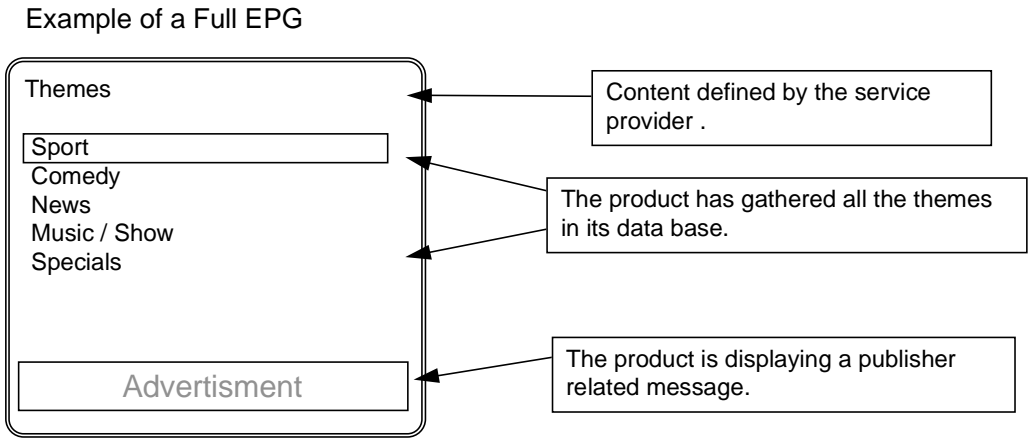 Example of a Full EPG
Themes
Sport
Comedy
News
Music / Show
Specials
Advertisment
Content defined by the service
provider .
The product has gathered all the themes
in its data base.
The product is displaying a publisher
related message.